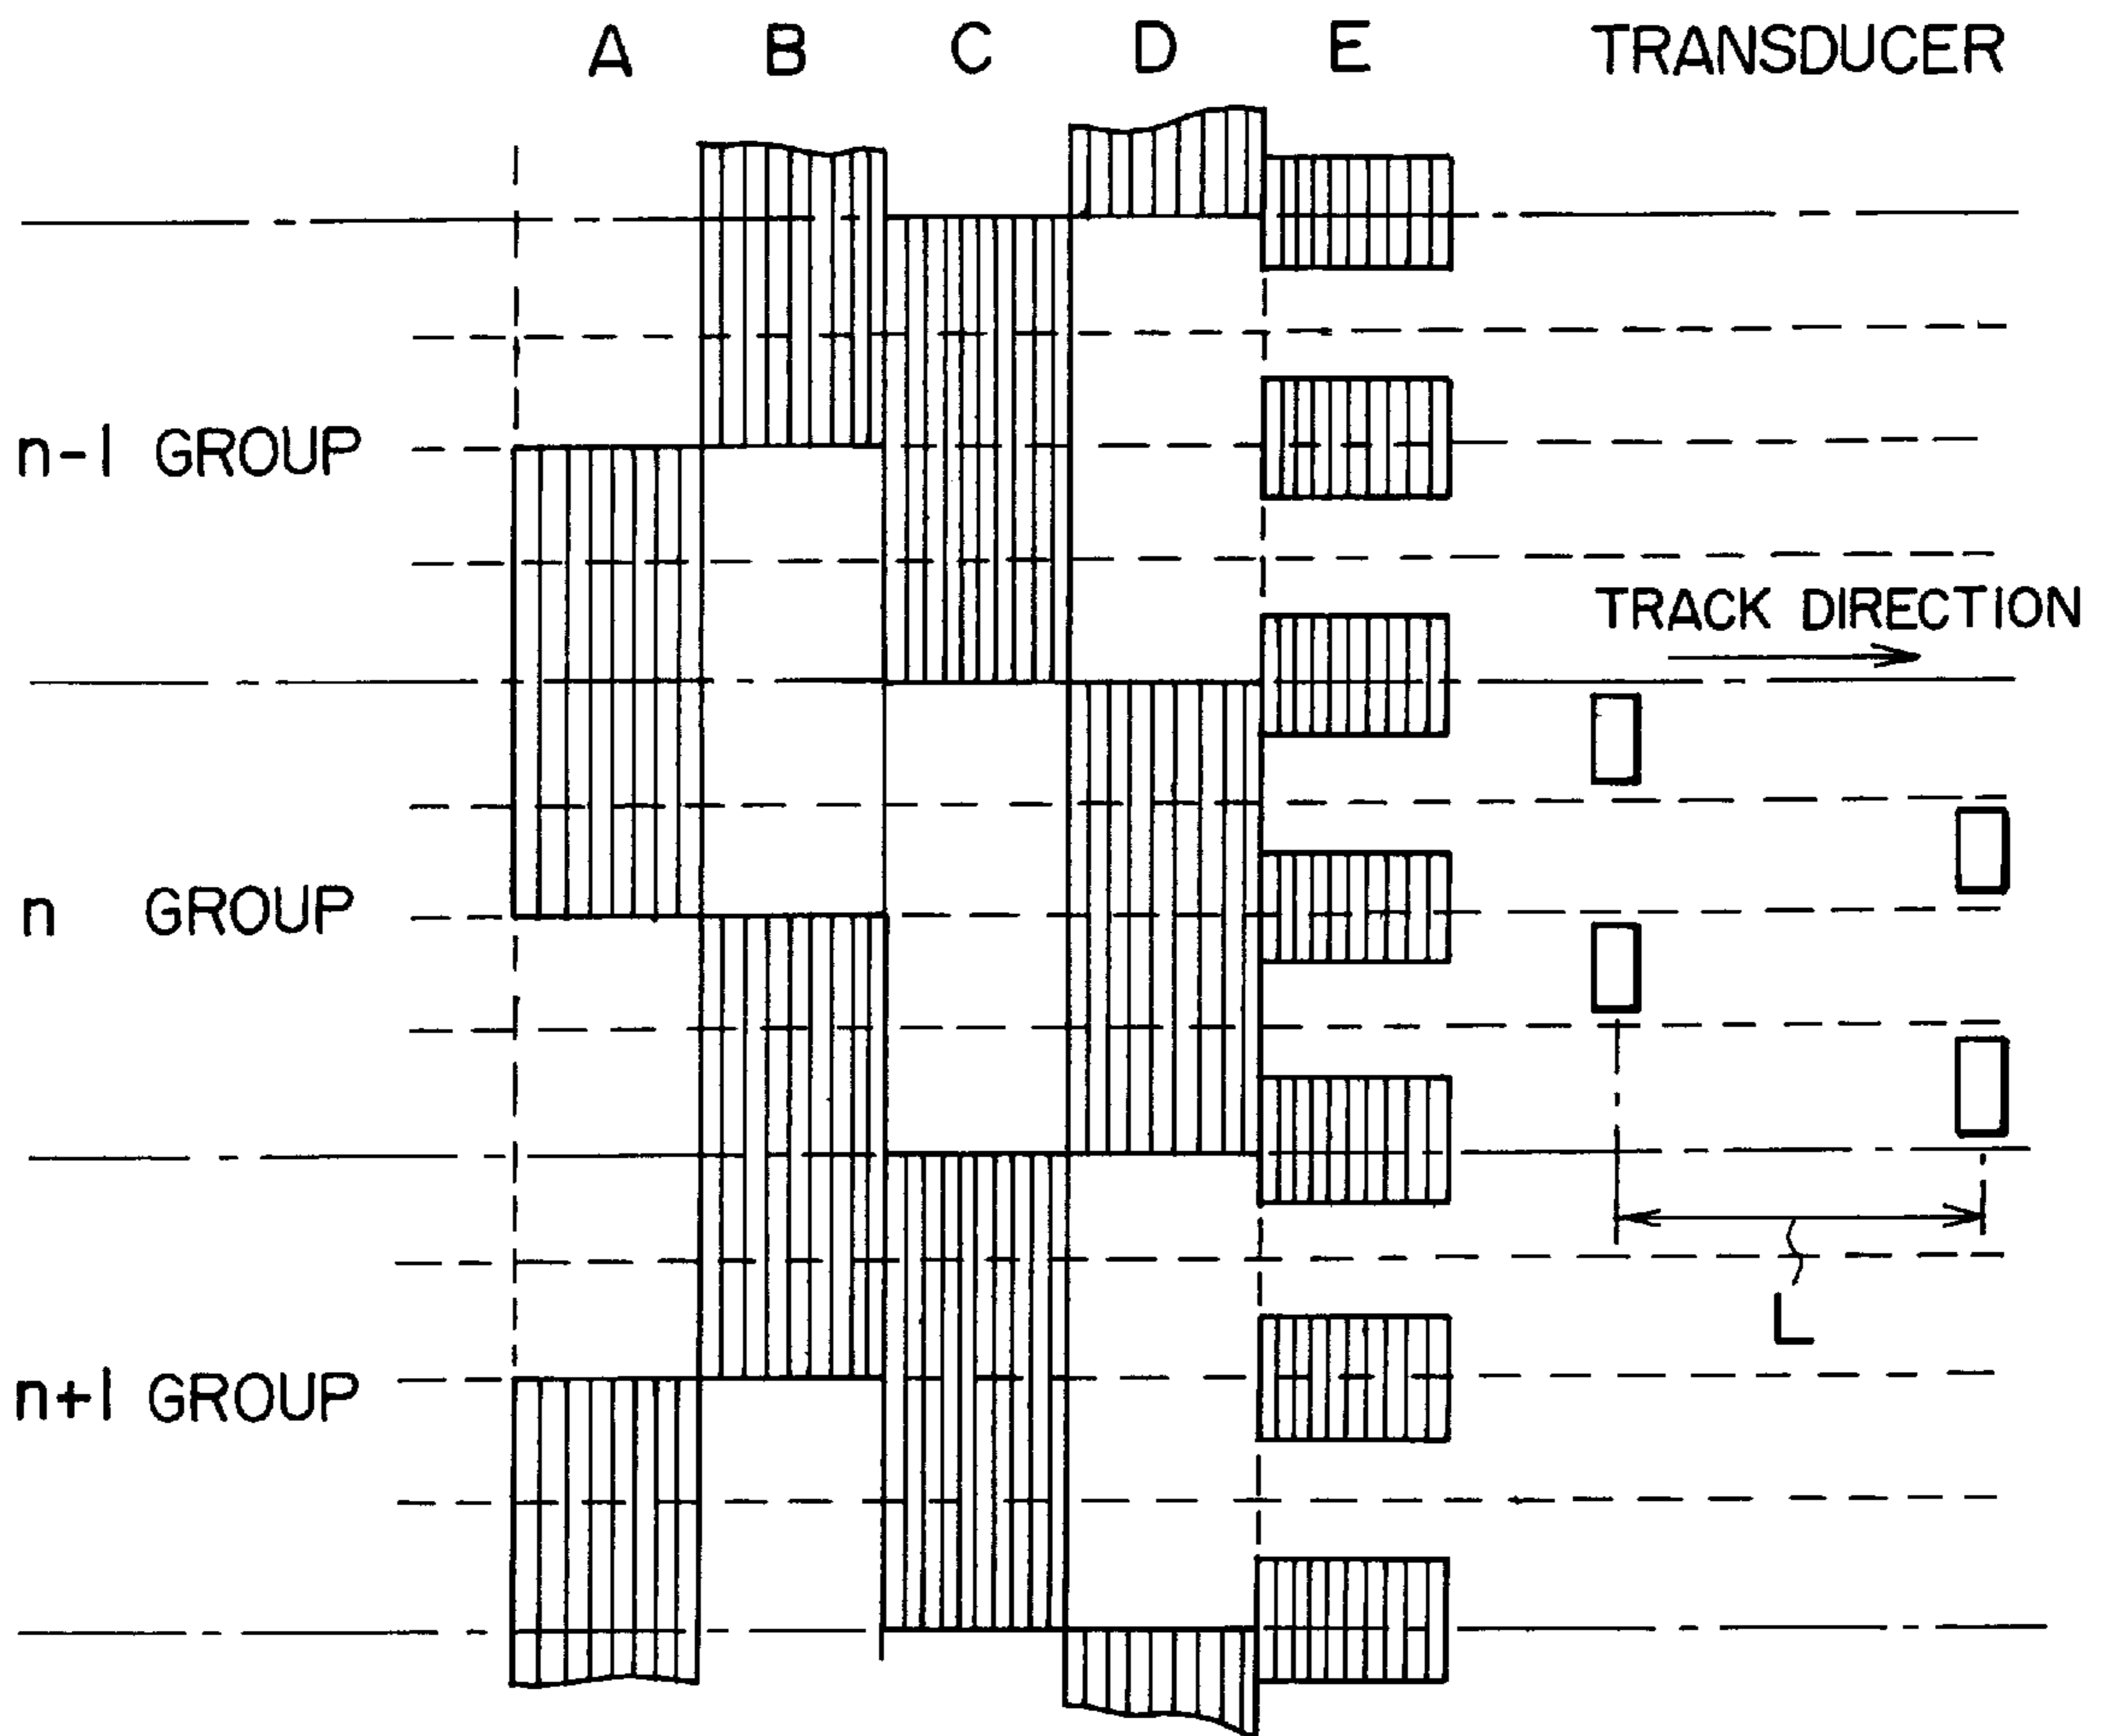 A B C D E TRANSDUCER
n-1 GROUP
TRACK DIRECTION
n GROUP
L
n+1 GROUP